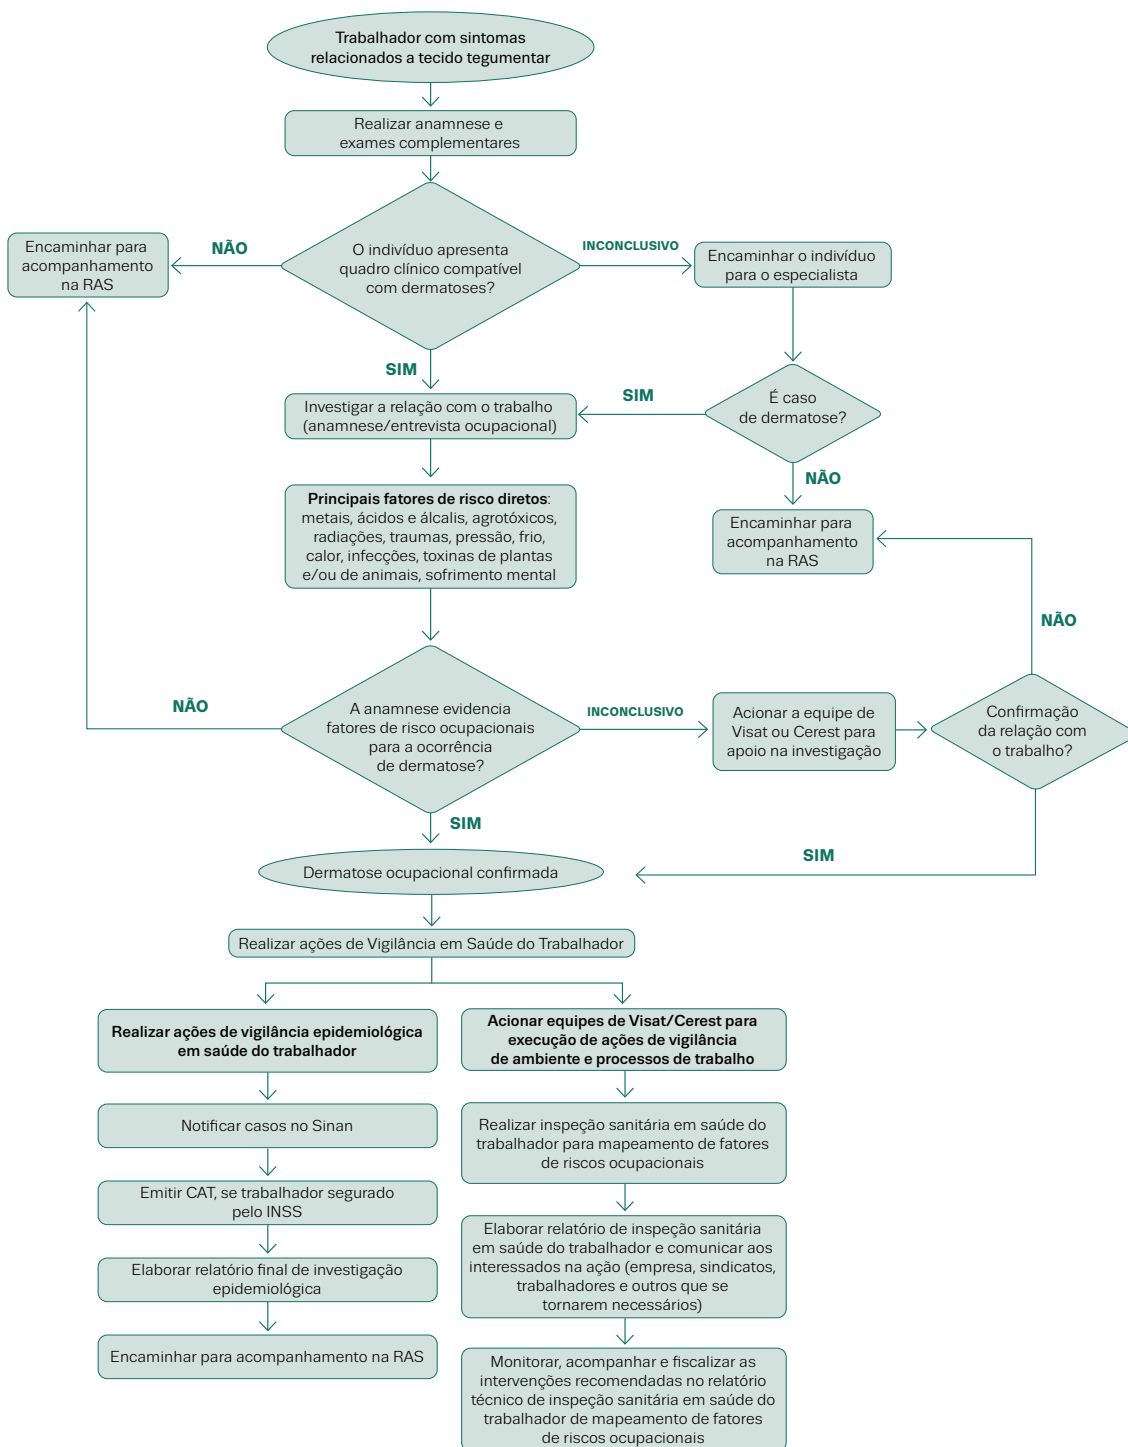 Trabalhador com sintomas
relacionados a tecido tegumentar
Realizar anamnese e
exames complementares
O indivíduo apresenta
quadro clínico compatível
com dermatoses?
NÃO
Encaminhar para
acompanhamento
na RAS
INCONCLUSIVO
Encaminhar o indivíduo
para o especialista
SIM
É caso
de dermatose?
SIM
Investigar a relação com o trabalho
(anamnese/entrevista ocupacional)
NÃO
Encaminhar para
acompanhamento
na RAS
Principais fatores de risco diretos:
metais, ácidos e álcalis, agrotóxicos,
radiações, traumas, pressão, frio,
calor, infecções, toxinas de plantas
e/ou de animais, sofrimento mental
A anamnese evidencia
fatores de risco ocupacionais
para a ocorrência
de dermatose?
NÃO
INCONCLUSIVO
Acionar a equipe de
Visat ou Cerest para
apoio na investigação
Confirmação
da relação com
o trabalho?
NÃO
SIM
SIM
Dermatose ocupacional confirmada
Realizar ações de Vigilância em Saúde do Trabalhador
Realizar ações de vigilância epidemiológica
em saúde do trabalhador
Notificar casos no Sinan
Emitir CAT, se trabalhador segurado
pelo INSS
Elaborar relatório final de investigação
epidemiológica
Encaminhar para acompanhamento na RAS
Acionar equipes de Visat/Cerest para
execução de ações de vigilância
de ambiente e processos de trabalho
Realizar inspeção sanitária em saúde do
trabalhador para mapeamento de fatores
de riscos ocupacionais
Elaborar relatório de inspeção sanitária
em saúde do trabalhador e comunicar aos
interessados na ação (empresa, sindicatos,
trabalhadores e outros que se
tornarem necessários)
Monitorar, acompanhar e fiscalizar as
intervenções recomendadas no relatório
técnico de inspeção sanitária em saúde do
trabalhador de mapeamento de fatores
de riscos ocupacionais